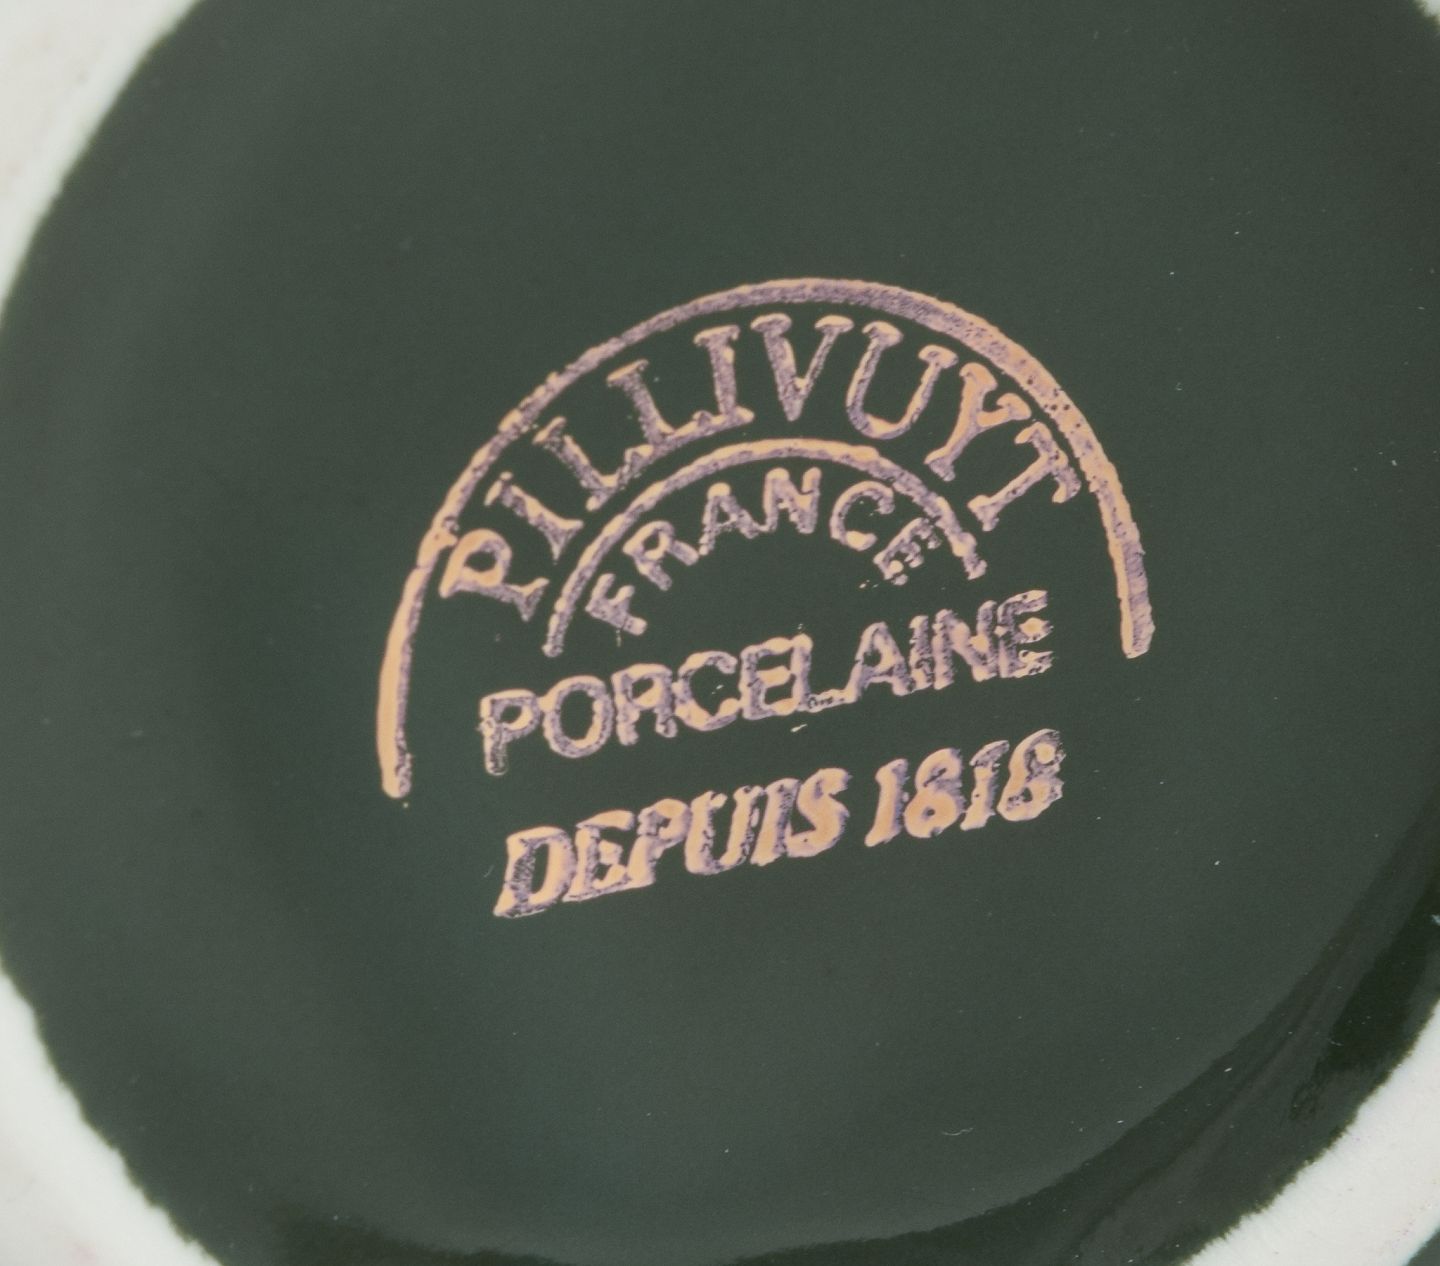 PILLIVUYT
FRANCE
PORCELAINE
DEPUIS 1818